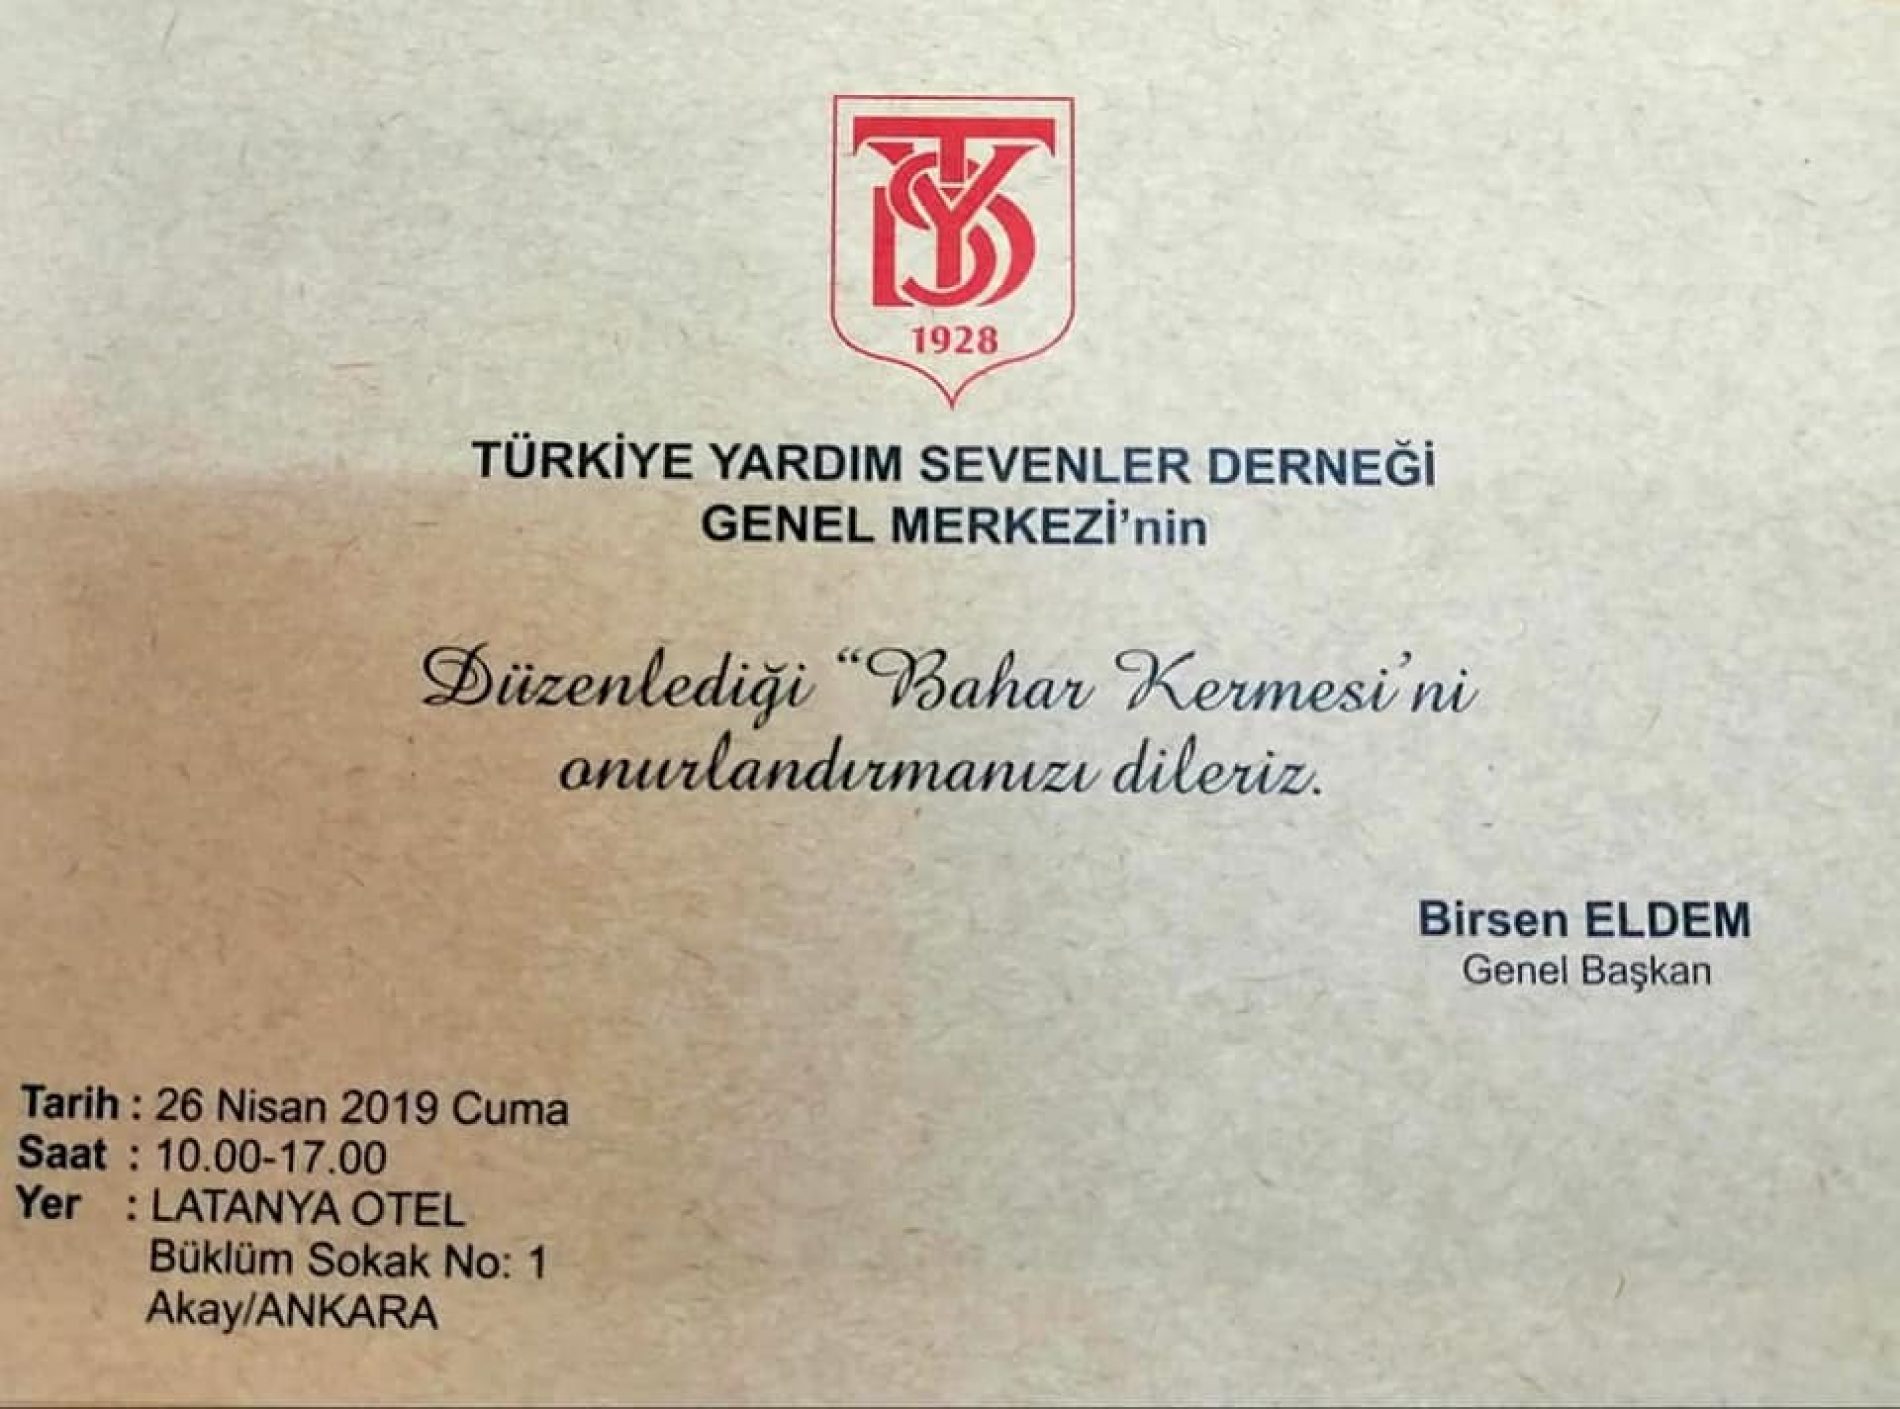 TYSD
1928
TÜRKİYE YARDIM SEVENLER DERNEĞİ
GENEL MERKEZİ'nin
Düzenlediği “Bahar Kermesi’ni
onurlandırmanızı dileriz.
Birsen ELDEM
Genel Başkan
Tarih : 26 Nisan 2019 Cuma
Saat : 10.00-17.00
Yer : LATANYA OTEL
Büklüm Sokak No: 1
Akay/ANKARA